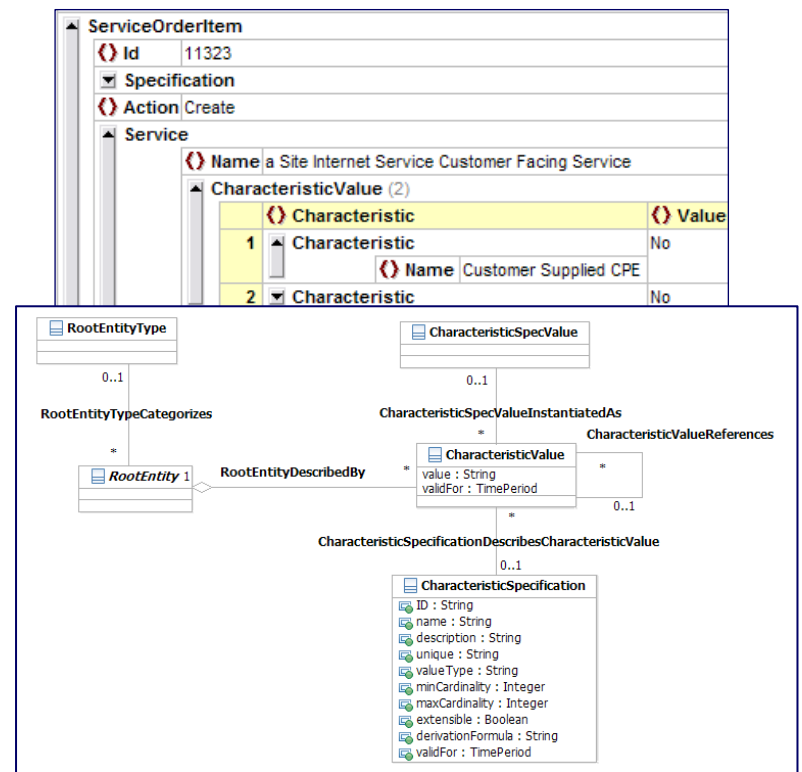 ServiceOrderItem
Id 11323
Specification
Action Create
Service
Name a Site Internet Service Customer Facing Service
CharacteristicValue (2)
Characteristic Value
1 Characteristic No
Name Customer Supplied CPE
2 Characteristic No
RootEntityType CharacteristicSpecValue
0..1 0..1
RootEntityTypeCategorizes CharacteristicSpecValueInstantiatedAs
* * CharacteristicValueReferences
RootEntity 1 RootEntityDescribedBy * CharacteristicValue *
value : String
validFor : TimePeriod
* 0..1
CharacteristicSpecificationDescribesCharacteristicValue
0..1
CharacteristicSpecification
ID : String
name : String
description : String
unique : String
valueType : String
minCardinality : Integer
maxCardinality : Integer
extensible : Boolean
derivationFormula : String
validFor : TimePeriod